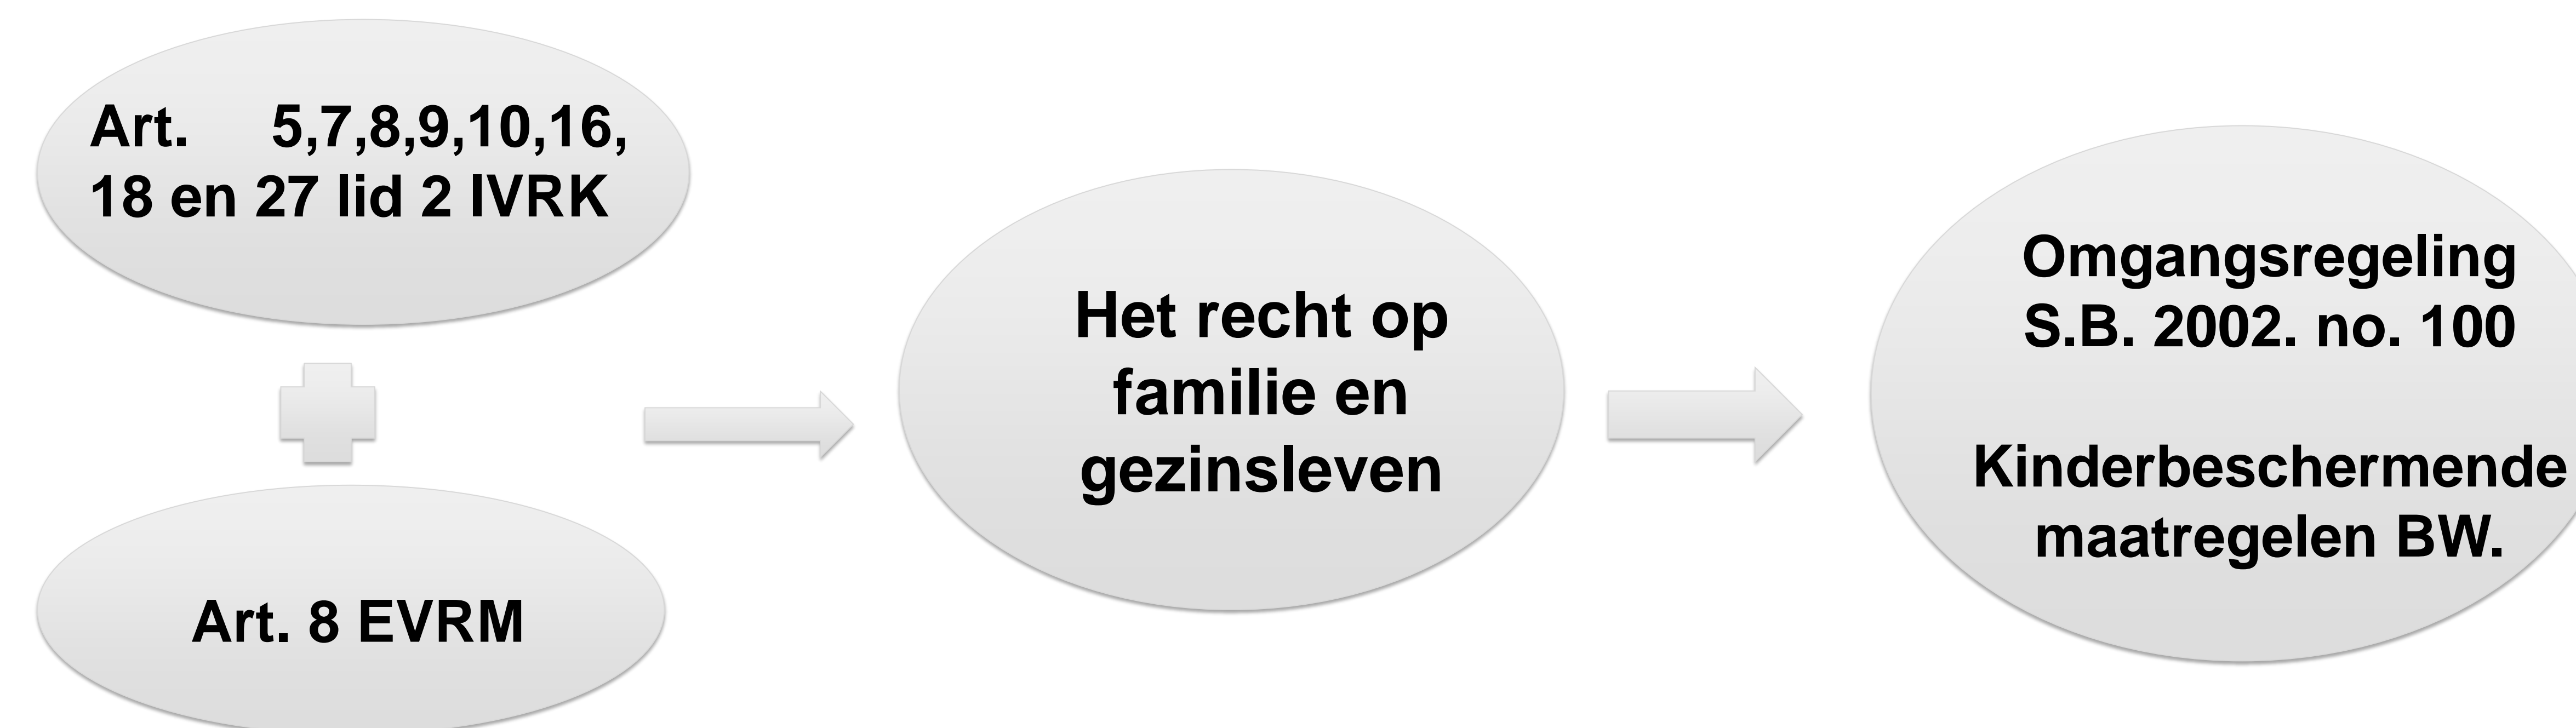 Art. 5,7,8,9,10,16,
18 en 27 lid 2 IVRK
Art. 8 EVRM
Het recht op
familie en
gezinsleven
Omgangsregeling
S.B. 2002. no. 100
Kinderbeschermende
maatregelen BW.